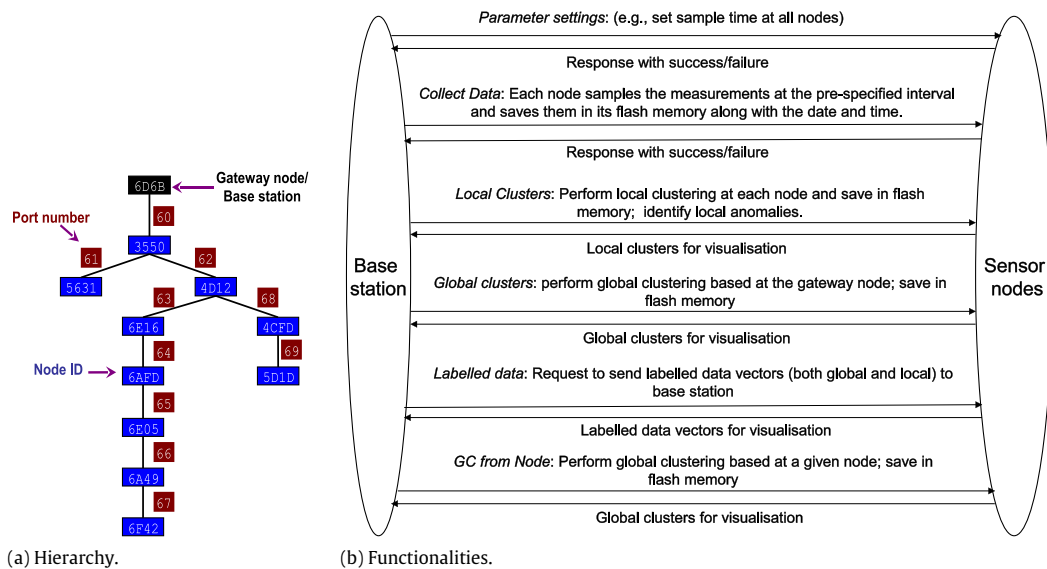 6D6B
Gateway node/
Base station
Port number
60
3550
61
62
5631
4D12
63
68
6E16
4CFD
64
69
Node ID
6AFD
5D1D
65
6E05
66
6A49
67
6F42
(a) Hierarchy.
Base
station
Sensor
nodes
Parameter settings: (e.g., set sample time at all nodes)
Response with success/failure
Collect Data: Each node samples the measurements at the pre-specified interval
and saves them in its flash memory along with the date and time.
Response with success/failure
Local Clusters: Perform local clustering at each node and save in flash
memory; identify local anomalies.
Local clusters for visualisation
Global clusters: perform global clustering based at the gateway node; save in
flash memory
Global clusters for visualisation
Labelled data: Request to send labelled data vectors (both global and local) to
base station
Labelled data vectors for visualisation
GC from Node: Perform global clustering based at a given node; save in
flash memory
Global clusters for visualisation
(b) Functionalities.